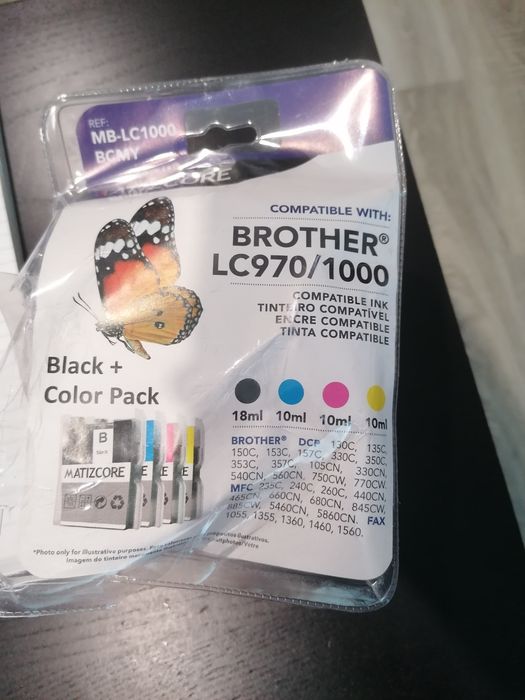 REF:
MB-LC1000
BCMY
COMPATIBLE WITH:
BROTHER®
LC970/1000
COMPATIBLE INK
TINTEIRO COMPATÍVEL
ENCRE COMPATIBLE
TINTA COMPATIBLE
Black +
Color Pack
18ml 10ml 10ml 10ml
B
MATIZCORE
BROTHER® DCP 130C, 135C,
150C, 153C, 157C, 330C, 350C,
353C, 357C, 105CN, 330CN,
540CN, 560CN, 750CW, 770CW.
MFC 235C, 240C, 260C, 440CN,
465CN, 660CN, 680CN, 845CW,
885CW, 5460CN, 5860CN. FAX
1055, 1355, 1360, 1460, 1560.
*Photo only for illustrative purposes.
imagem do tinteiro